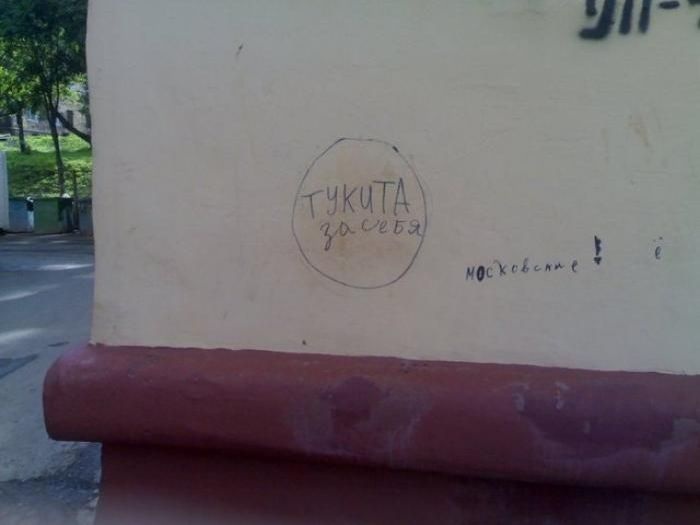 ТУКИТА
за себя
московские !
ё